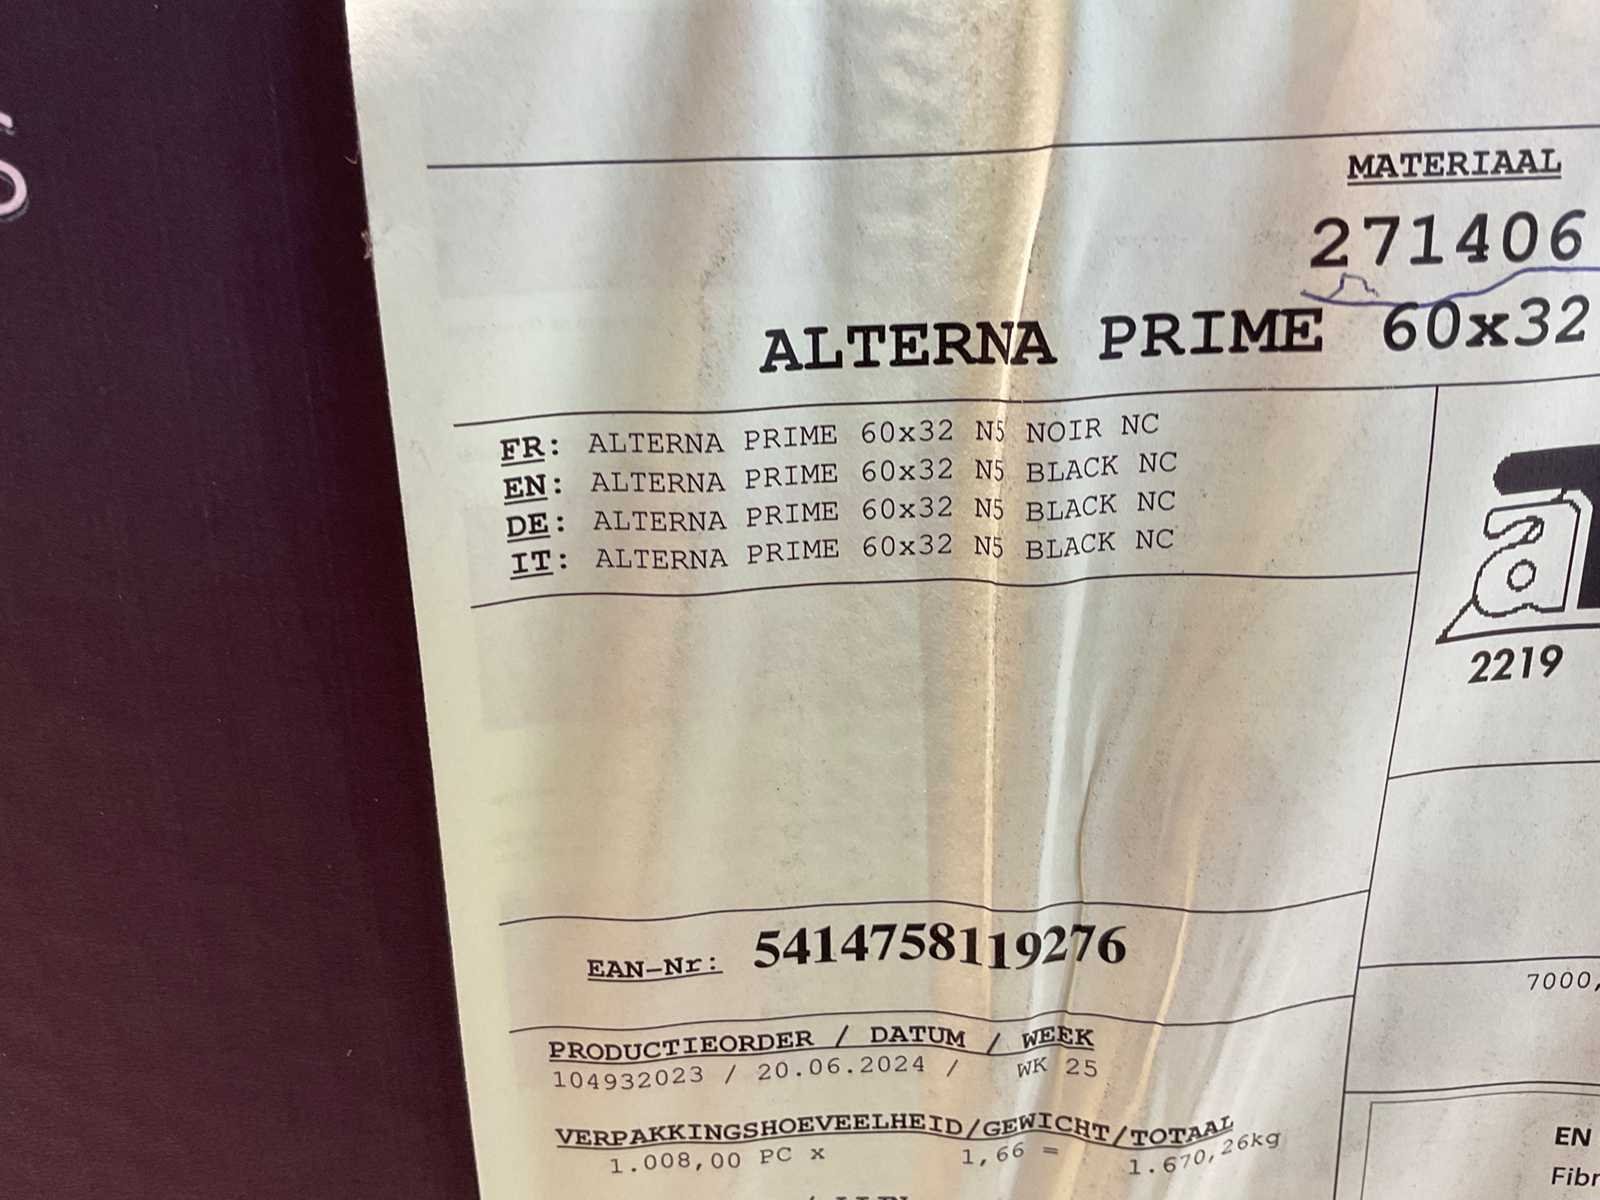 MATERIAAL
271406
ALTERNA PRIME 60x32
FR: ALTERNA PRIME 60x32 N5 NOIR NC
EN: ALTERNA PRIME 60x32 N5 BLACK NC
DE: ALTERNA PRIME 60x32 N5 BLACK NC
IT: ALTERNA PRIME 60x32 N5 BLACK NC
2219
EAN-Nr: 5414758119276
7000,
PRODUCTIEORDER / DATUM / WEEK
104932023 / 20.06.2024 / WK 25
VERPAKKINGSHOEVEELHEID/GEWICHT/TOTAAL
1.008,00 PC x 1,66 = 1.670,26kg
EN